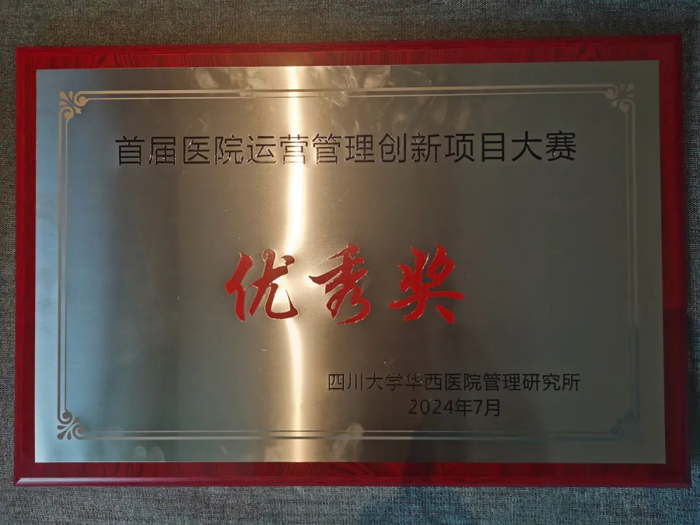 首届医院运营管理创新项目大赛
优秀奖
四川大学华西医院管理研究所
2024年7月